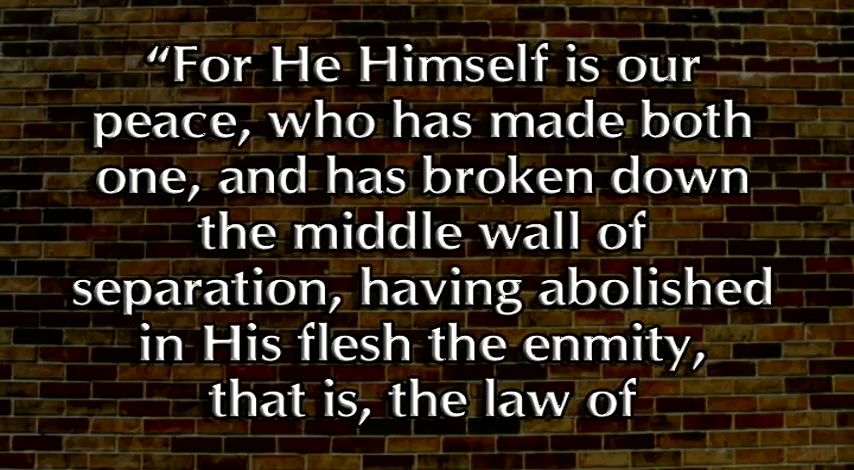 “For He Himself is our
peace, who has made both
one, and has broken down
the middle wall of
separation, having abolished
in His flesh the enmity,
that is, the law of